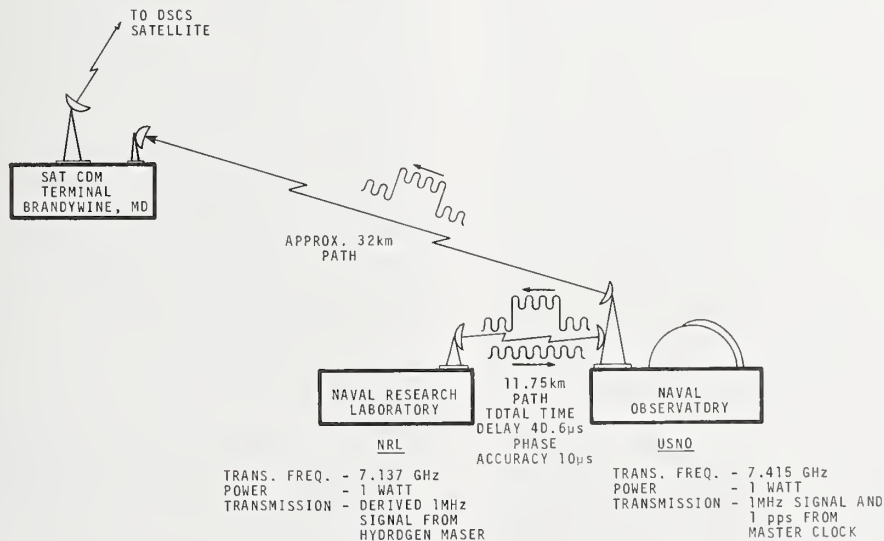 TO DSCS
SATELLITE
SAT COM
TERMINAL
BRANDYWINE, MD
APPROX. 32km
PATH
NAVAL RESEARCH
LABORATORY
11.75km
PATH
TOTAL TIME
DELAY 40.6µs
PHASE
ACCURACY 10µs
NAVAL
OBSERVATORY
NRL
TRANS. FREQ. - 7.137 GHz
POWER - 1 WATT
TRANSMISSION - DERIVED 1MHz
SIGNAL FROM
HYDROGEN MASER
USNO
TRANS. FREQ. - 7.415 GHz
POWER - 1 WATT
TRANSMISSION - 1MHz SIGNAL AND
1 pps FROM
MASTER CLOCK